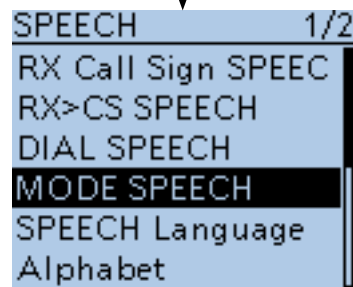 SPEECH 1/2
RX Call Sign SPEEC
RX>CS SPEECH
DIAL SPEECH
MODE SPEECH
SPEECH Language
Alphabet